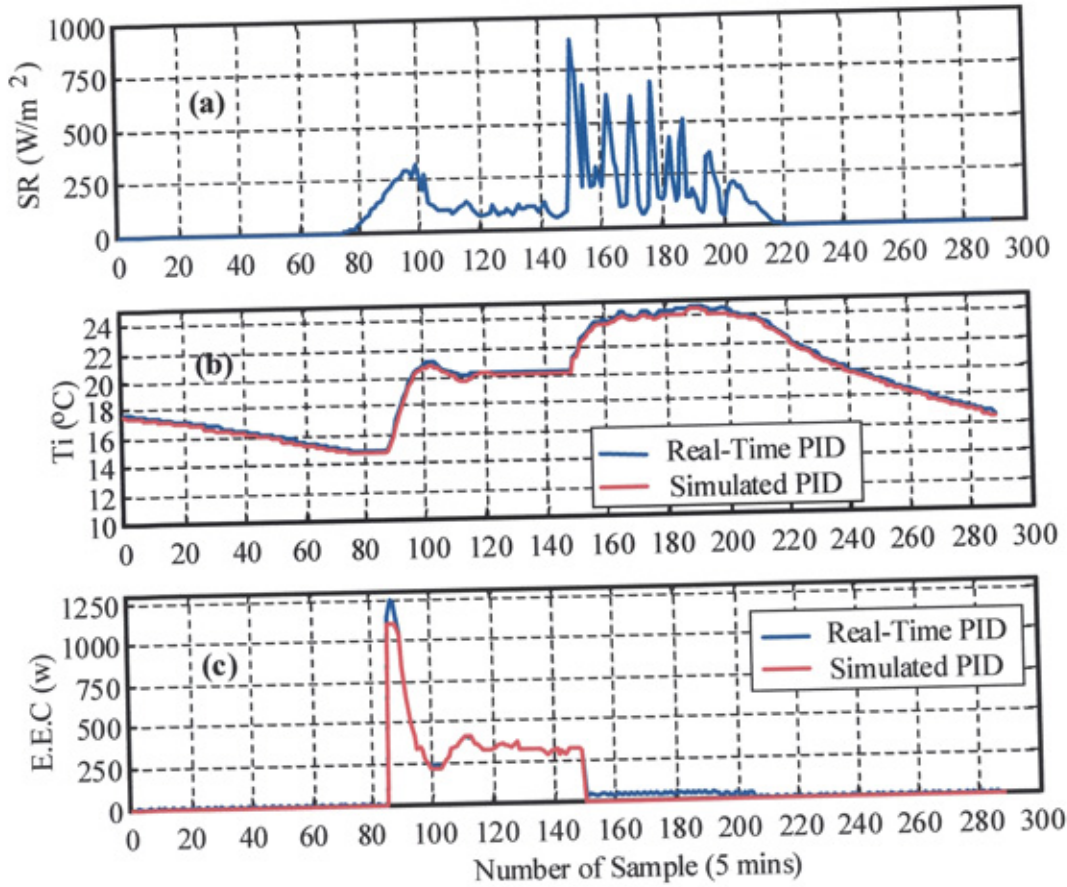 1000
750
500
250
0
SR (W/m 2)
(a)
0 20 40 60 80 100 120 140 160 180 200 220 240 260 280 300
24
22
20
18
16
14
12
10
Ti (ºC)
(b)
Real-Time PID
Simulated PID
0 20 40 60 80 100 120 140 160 180 200 220 240 260 280 300
1250
1000
750
500
250
0
E.E.C (w)
(c)
Real-Time PID
Simulated PID
0 20 40 60 80 100 120 140 160 180 200 220 240 260 280 300
Number of Sample (5 mins)